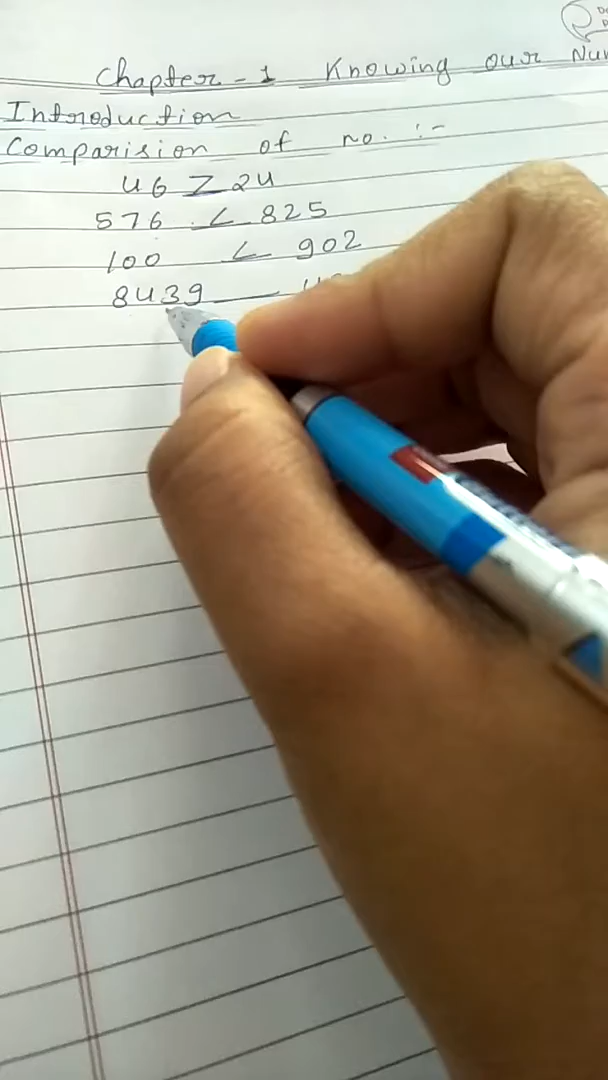 Chapter - 1 Knowing our
Introduction
Comparision of no. :-
46 > 24
576 < 825
100 < 902
8439